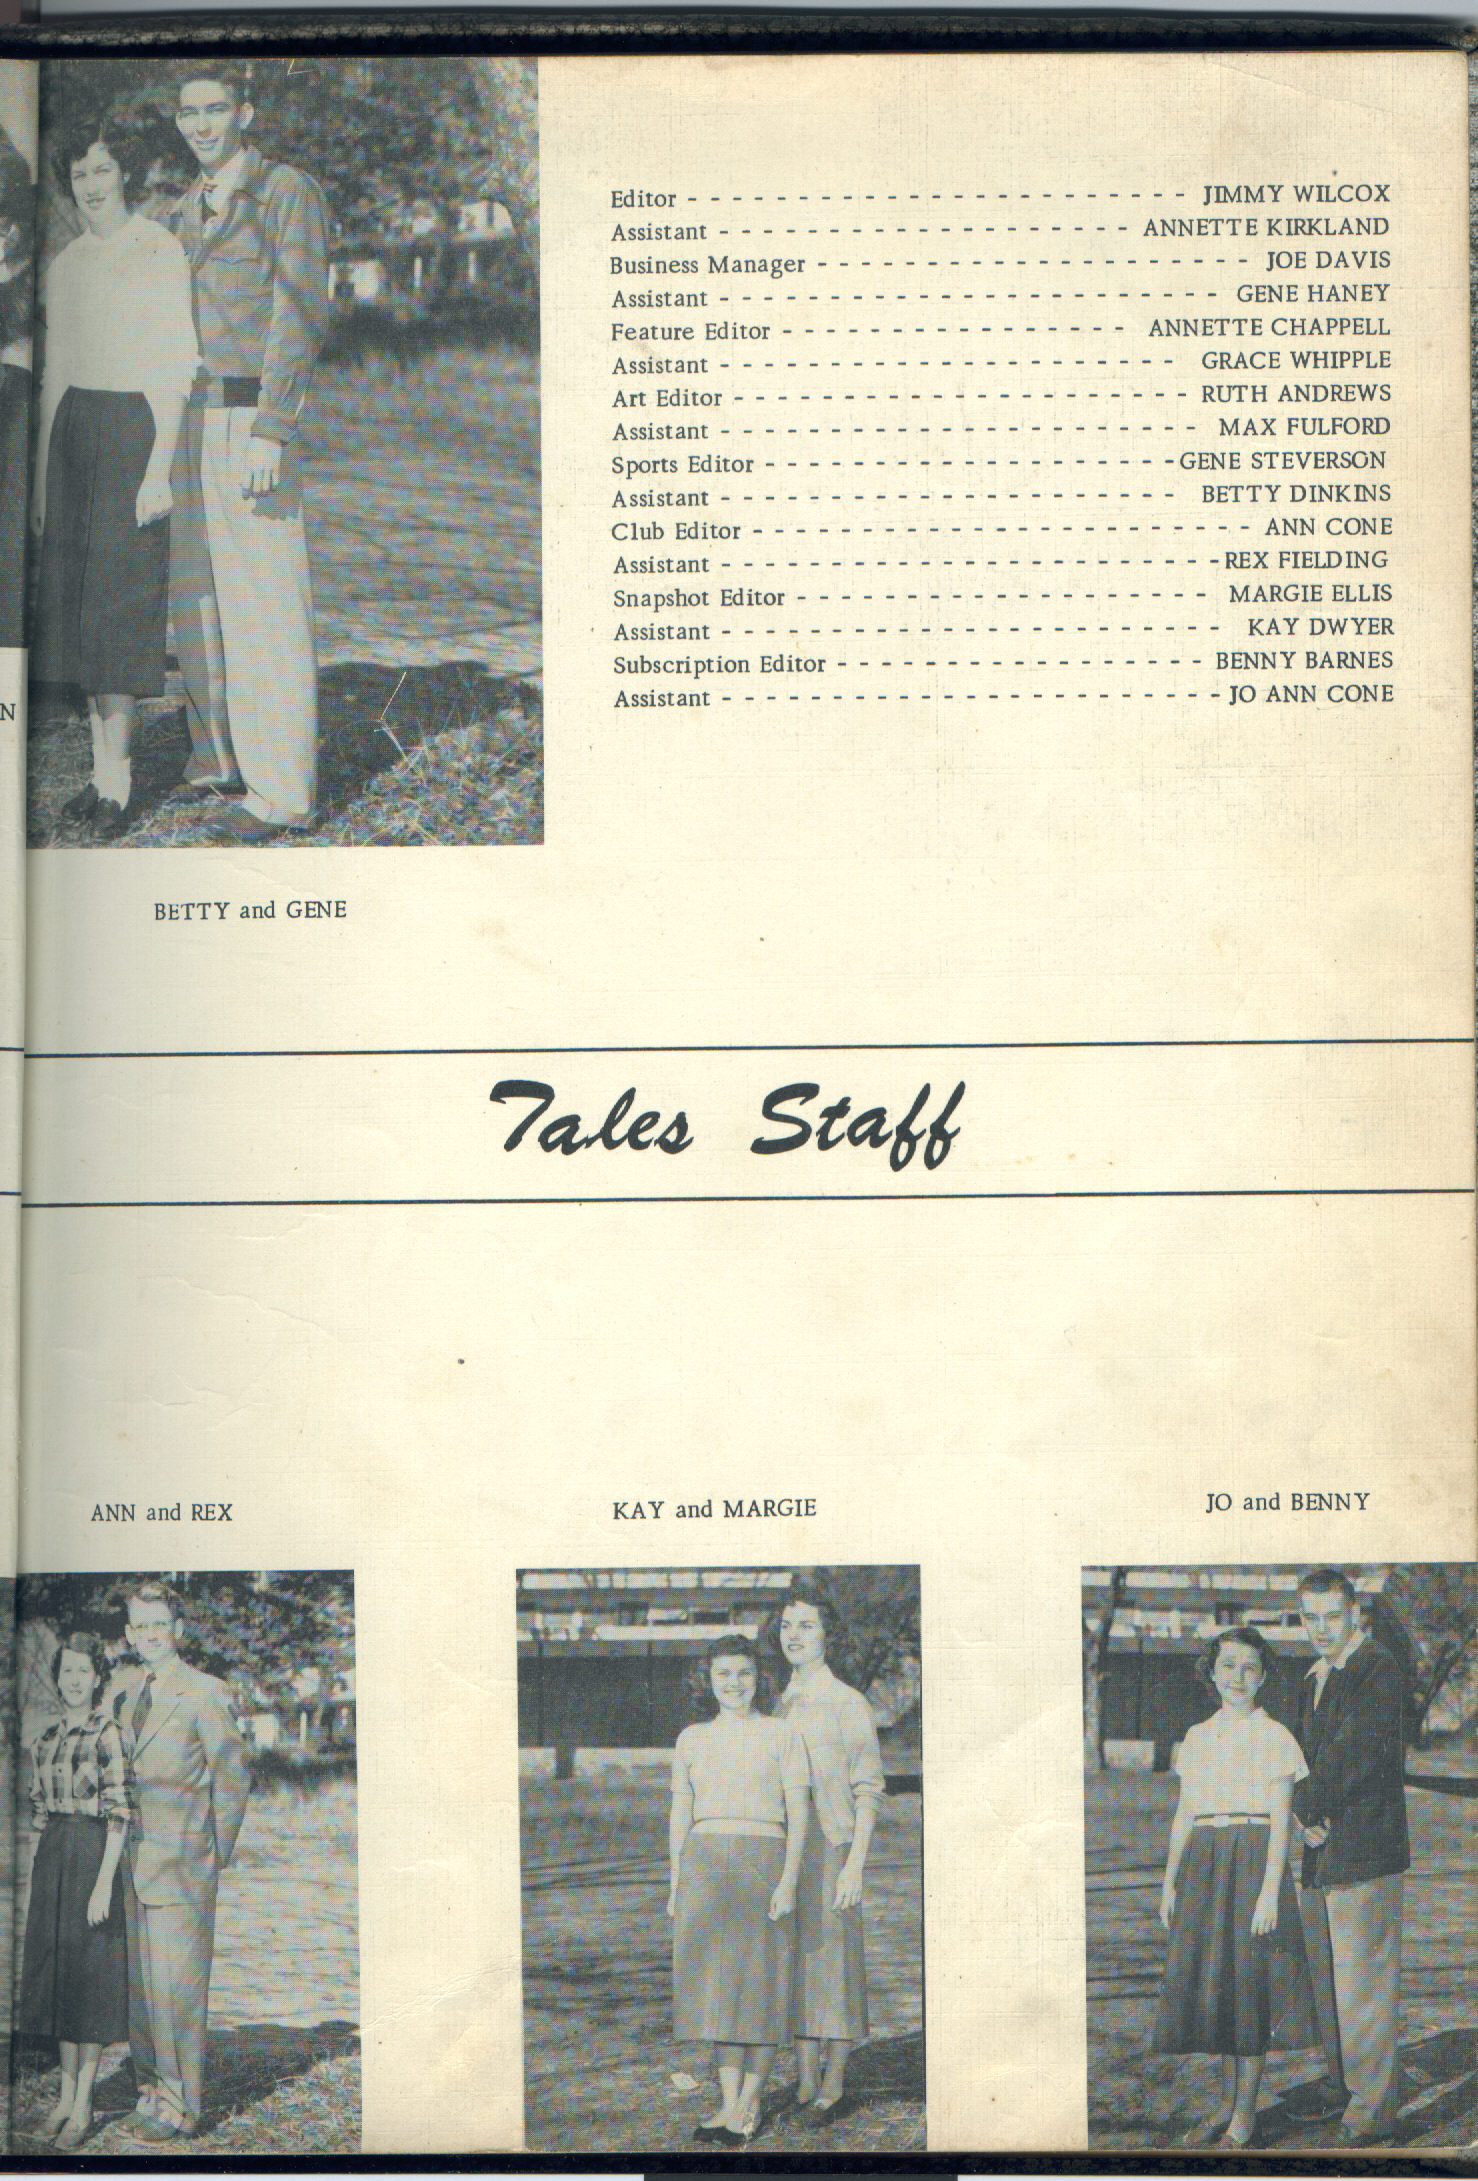 Editor - - - - - - - - - - - - - - - - - - - - - - JIMMY WILCOX
Assistant - - - - - - - - - - - - - - - - - - ANNETTE KIRKLAND
Business Manager - - - - - - - - - - - - - - - - - - - JOE DAVIS
Assistant - - - - - - - - - - - - - - - - - - - - - - GENE HANEY
Feature Editor - - - - - - - - - - - - - - - - ANNETTE CHAPPELL
Assistant - - - - - - - - - - - - - - - - - - - - GRACE WHIPPLE
Art Editor - - - - - - - - - - - - - - - - - - - - RUTH ANDREWS
Assistant - - - - - - - - - - - - - - - - - - - - - MAX FULFORD
Sports Editor - - - - - - - - - - - - - - - - - - -GENE STEVERSON
Assistant - - - - - - - - - - - - - - - - - - - - BETTY DINKINS
Club Editor - - - - - - - - - - - - - - - - - - - - - - ANN CONE
Assistant - - - - - - - - - - - - - - - - - - - - - -REX FIELDING
Snapshot Editor - - - - - - - - - - - - - - - - - - MARGIE ELLIS
Assistant - - - - - - - - - - - - - - - - - - - - - - KAY DWYER
Subscription Editor - - - - - - - - - - - - - - - - BENNY BARNES
Assistant - - - - - - - - - - - - - - - - - - - - - - JO ANN CONE
N
BETTY and GENE
Tales Staff
ANN and REX
KAY and MARGIE
JO and BENNY